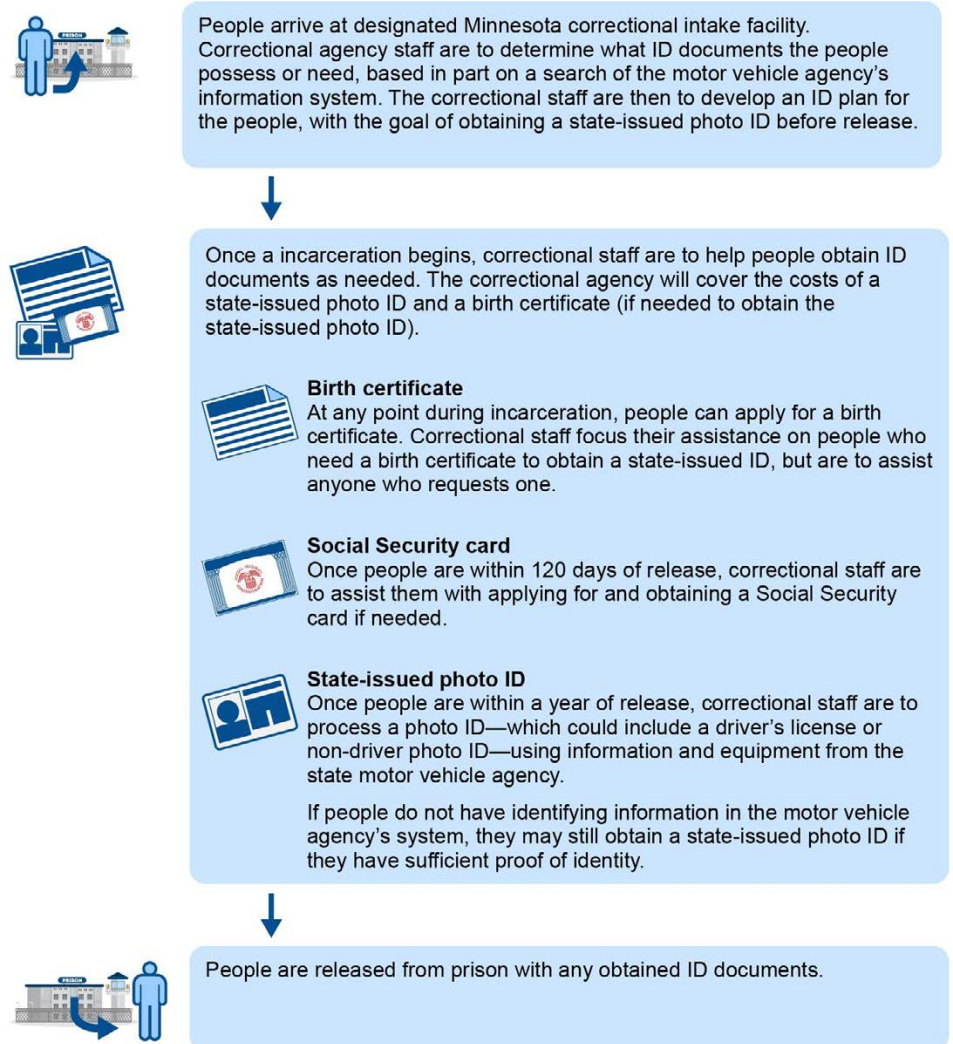 PRISON
People arrive at designated Minnesota correctional intake facility.
Correctional agency staff are to determine what ID documents the people
possess or need, based in part on a search of the motor vehicle agency’s
information system. The correctional staff are then to develop an ID plan for
the people, with the goal of obtaining a state-issued photo ID before release.
Once a incarceration begins, correctional staff are to help people obtain ID
documents as needed. The correctional agency will cover the costs of a
state-issued photo ID and a birth certificate (if needed to obtain the
state-issued photo ID).
Birth certificate
At any point during incarceration, people can apply for a birth
certificate. Correctional staff focus their assistance on people who
need a birth certificate to obtain a state-issued ID, but are to assist
anyone who requests one.
Social Security card
Once people are within 120 days of release, correctional staff are
to assist them with applying for and obtaining a Social Security
card if needed.
State-issued photo ID
Once people are within a year of release, correctional staff are to
process a photo ID—which could include a driver’s license or
non-driver photo ID—using information and equipment from the
state motor vehicle agency.
If people do not have identifying information in the motor vehicle
agency’s system, they may still obtain a state-issued photo ID if
they have sufficient proof of identity.
PRISON
People are released from prison with any obtained ID documents.